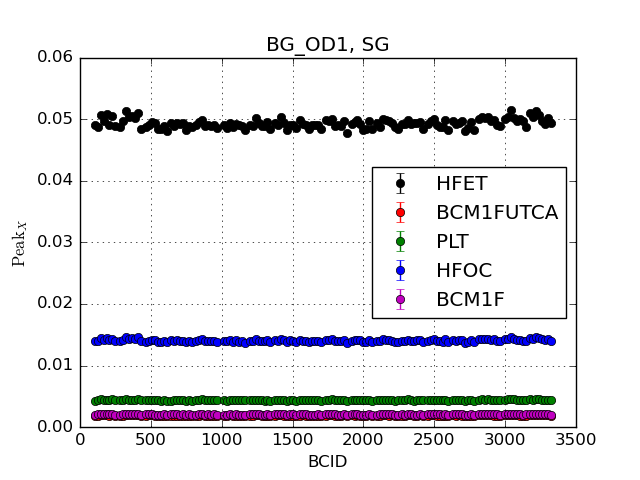 BG_OD1, SG
0.06
0.05
0.04
0.03
0.02
0.01
0.00
Peak_X
HFET
BCM1FUTCA
PLT
HFOC
BCM1F
0 500 1000 1500 2000 2500 3000 3500
BCID